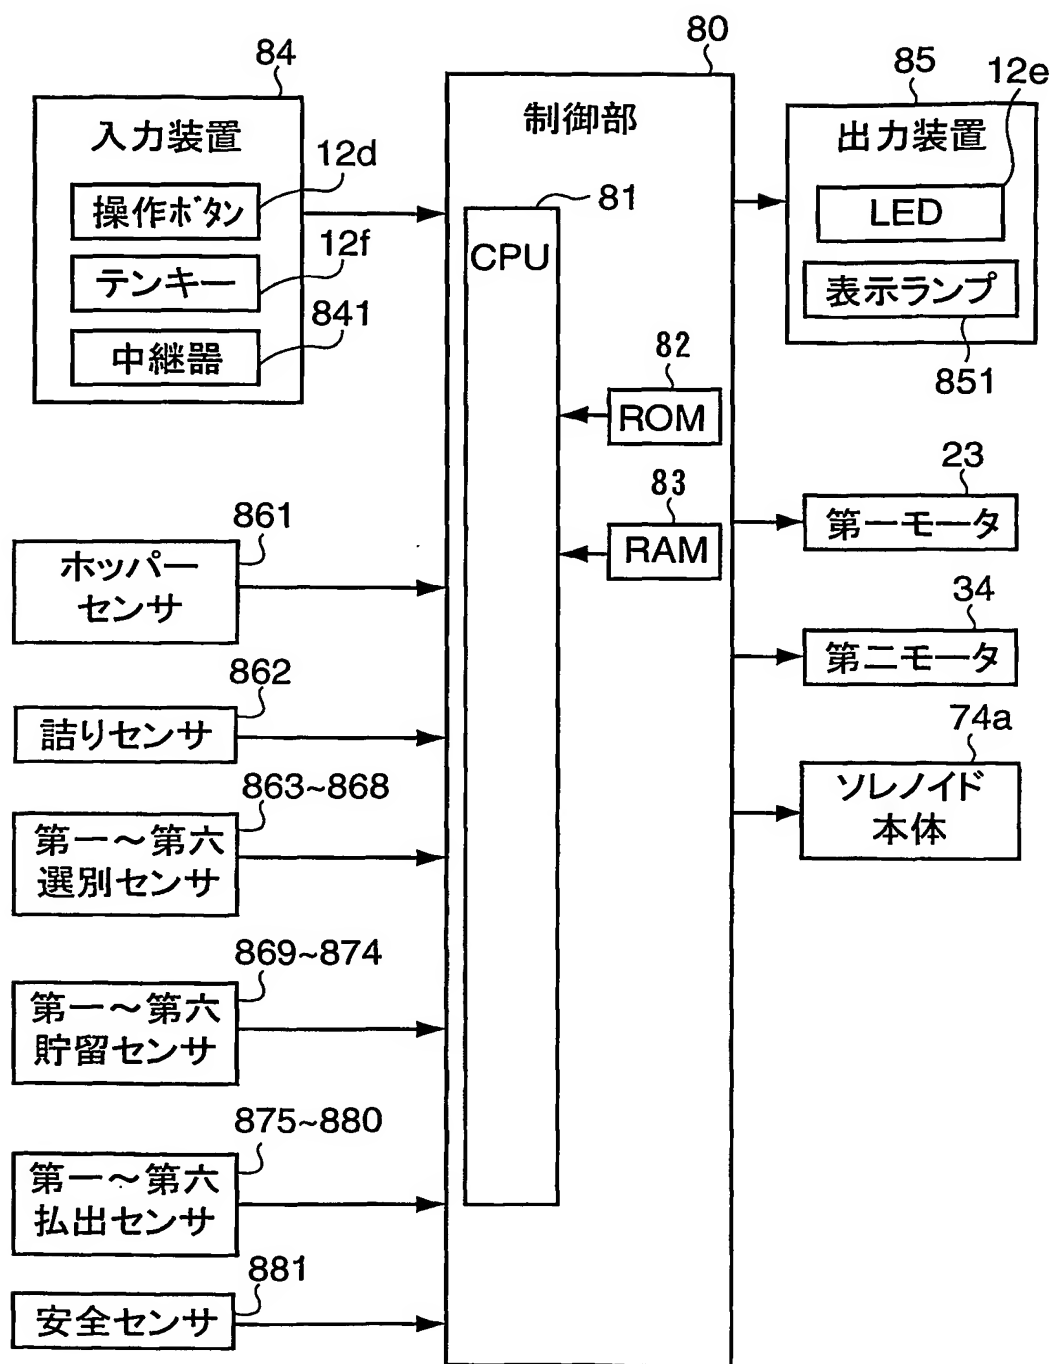 84
入力装置
12d
操作ボタン
12f
テンキー
841
中継器
80
制御部
81
CPU
82
ROM
83
RAM
85
12e
出力装置
LED
表示ランプ
851
23
第一モータ
34
第二モータ
74a
ソレノイド
本体
861
ホッパー
センサ
862
詰りセンサ
863~868
第一～第六
選別センサ
869~874
第一～第六
貯留センサ
875~880
第一～第六
払出センサ
881
安全センサ